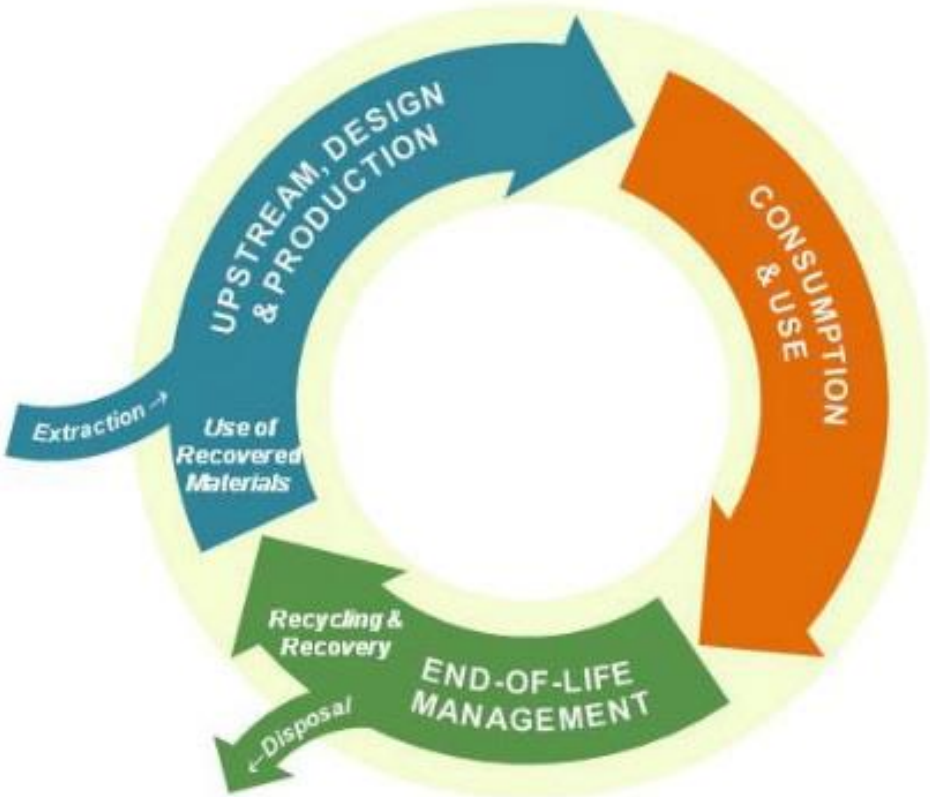 UPSTREAM, DESIGN
& PRODUCTION
CONSUMPTION
& USE
Extraction →
Use of
Recovered
Materials
Recycling &
Recovery
END-OF-LIFE
MANAGEMENT
←Disposal